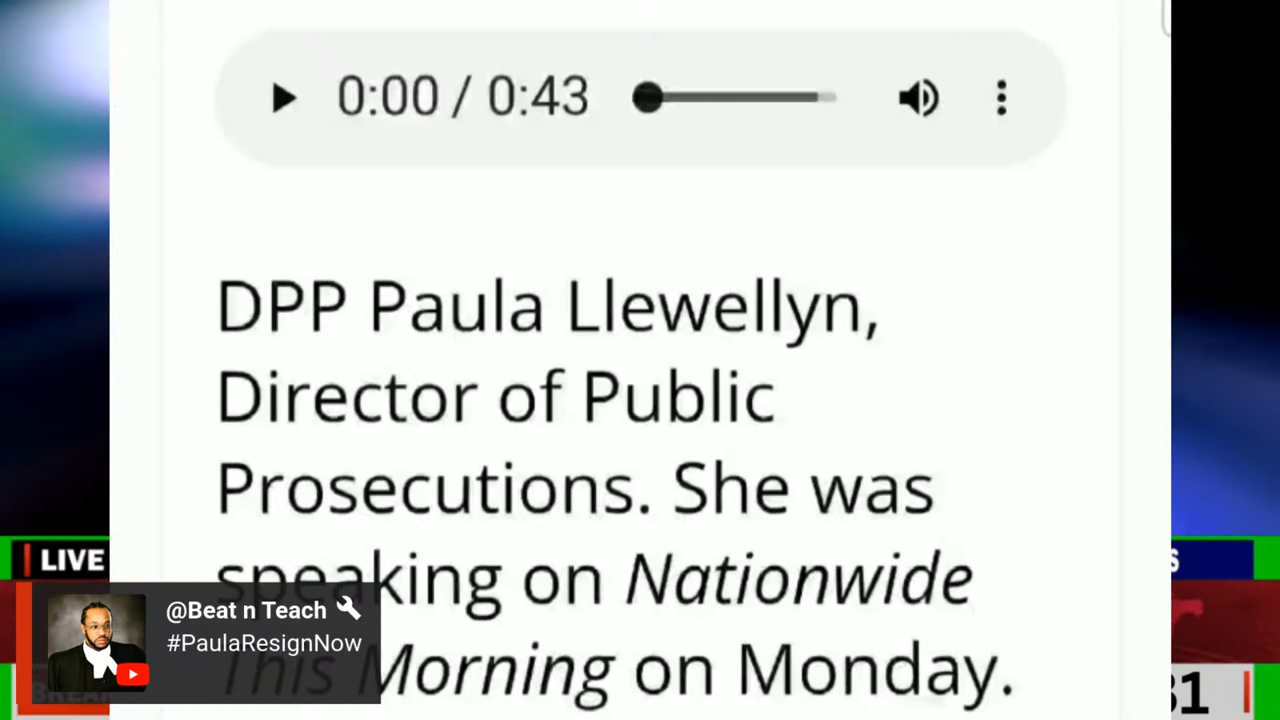 0:00 / 0:43
DPP Paula Llewellyn,
Director of Public
Prosecutions. She was
speaking on Nationwide
This Morning on Monday.
LIVE
@Beat n Teach
#PaulaResignNow